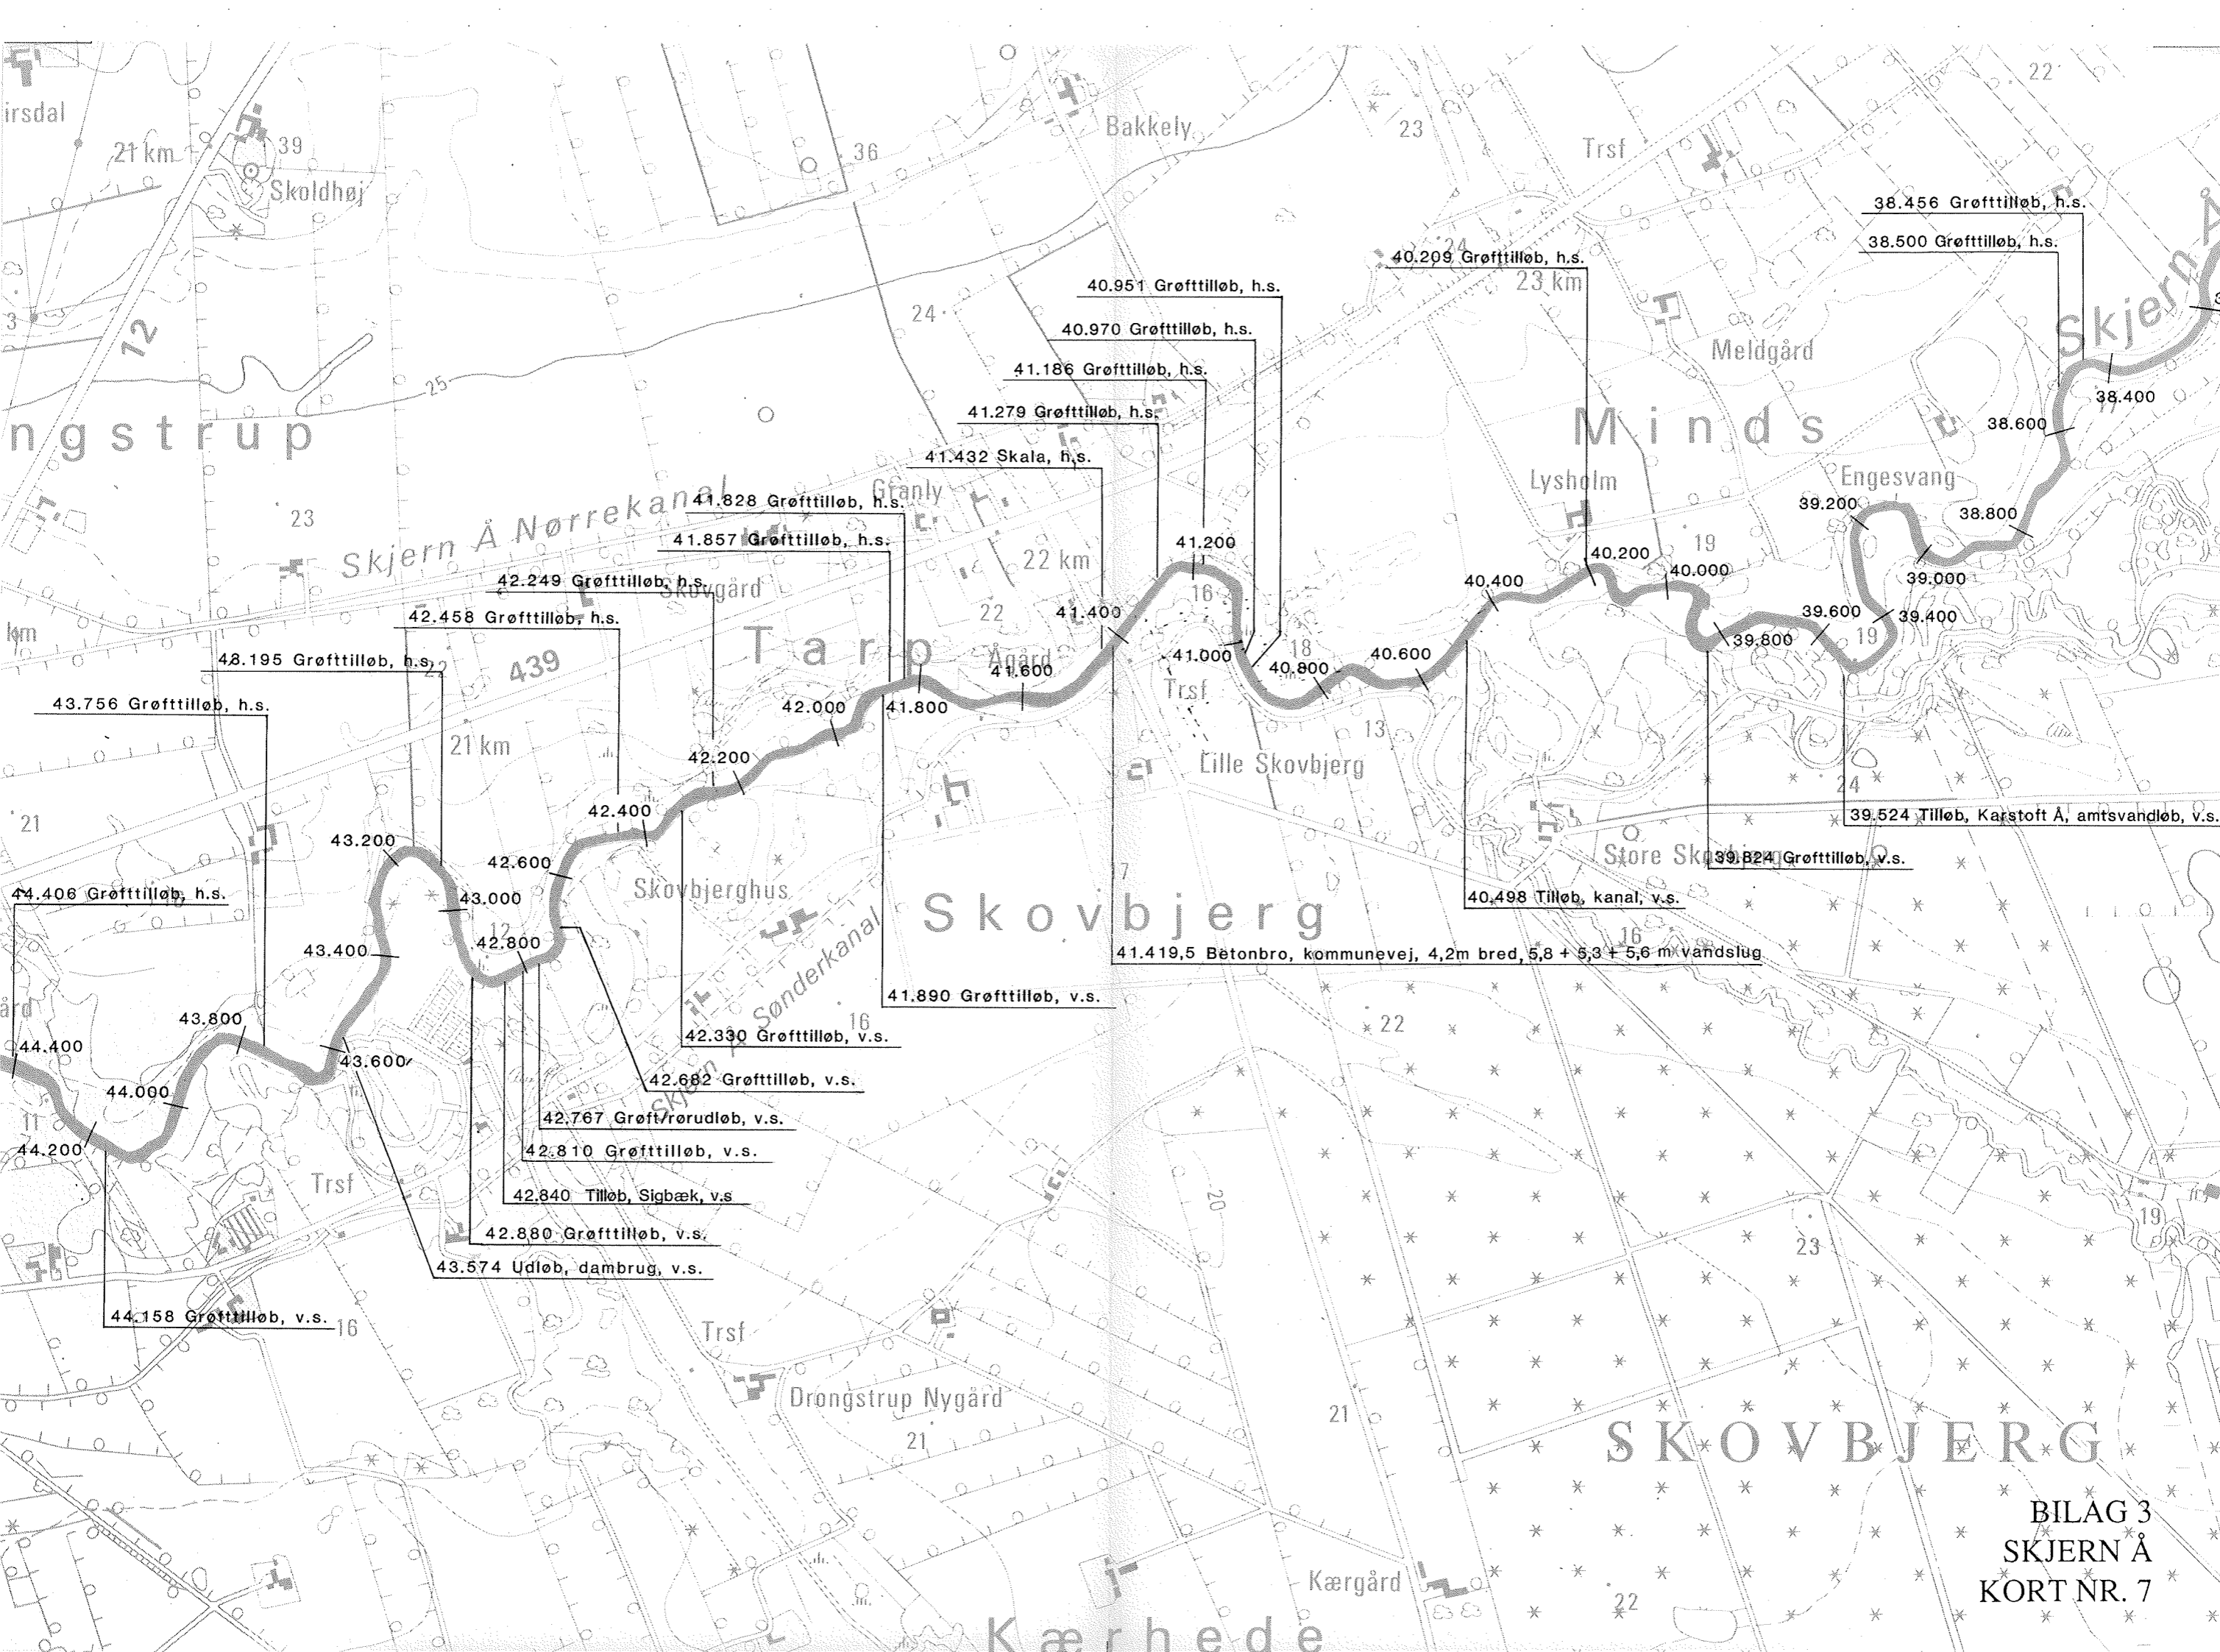 irsdal
21 km
39
Skoldhøj
36
Bakkely
23
Trsf
22
38.456 Grøfttilløb, h.s.
38.500 Grøfttilløb, h.s.
Skjern Å
24
40.209 Grøfttilløb, h.s.
23 km
40.951 Grøfttilløb, h.s.
24
40.970 Grøfttilløb, h.s.
3
12
Meldgård
41.186 Grøfttilløb, h.s.
25
38.400
41.279 Grøfttilløb, h.s.
38.600
ngstrup
Minds
41.432 Skala, h.s.
Lysholm
Engesvang
Granly
41.828 Grøfttilløb, h.s.
39.200
38.800
23
Skjern Å Nørrekanal
41.857 Grøfttilløb, h.s.
41.200
40.200
19
22 km
40.000
39.000
42.249 Grøfttilløb, h.s.
Skovgård
40.400
16
22
41.400
39.600
39.400
42.458 Grøfttilløb, h.s.
km
19
39.800
Tarp
48.195 Grøfttilløb, h.s.
22
439
Ågård
41.000
18
40.800
40.600
41.600
Trsf
43.756 Grøfttilløb, h.s.
42.000
41.800
13
21 km
42.200
Lille Skovbjerg
24
39.524 Tilløb, Karstoft Å, amtsvandløb, v.s.
21
42.400
43.200
Store Skovbjerg
39.824 Grøfttilløb, v.s.
42.600
7
Skovbjerghus
44.406 Grøfttilløb, h.s.
43.000
40.498 Tilløb, kanal, v.s.
Skovbjerg
12
42.800
16
43.400
41.419,5 Betonbro, kommunevej, 4,2m bred, 5,8 + 5,3 + 5,6 m vandslug
41.890 Grøfttilløb, v.s.
Skjern Å Sønderkanal
ård
43.800
16
22
42.330 Grøfttilløb, v.s.
44.400
43.600
42.682 Grøfttilløb, v.s.
44.000
11
42.767 Grøft/rørudløb, v.s.
44.200
42.810 Grøfttilløb, v.s.
Trsf
42.840 Tilløb, Sigbæk, v.s
20
19
42.880 Grøfttilløb, v.s.
23
43.574 Udløb, dambrug, v.s.
44.158 Grøfttilløb, v.s.
16
Trsf
Drongstrup Nygård
21
21
SKOVBJERG
BILAG 3
SKJERN Å
KORT NR. 7
Kærgård
22
Kærhede